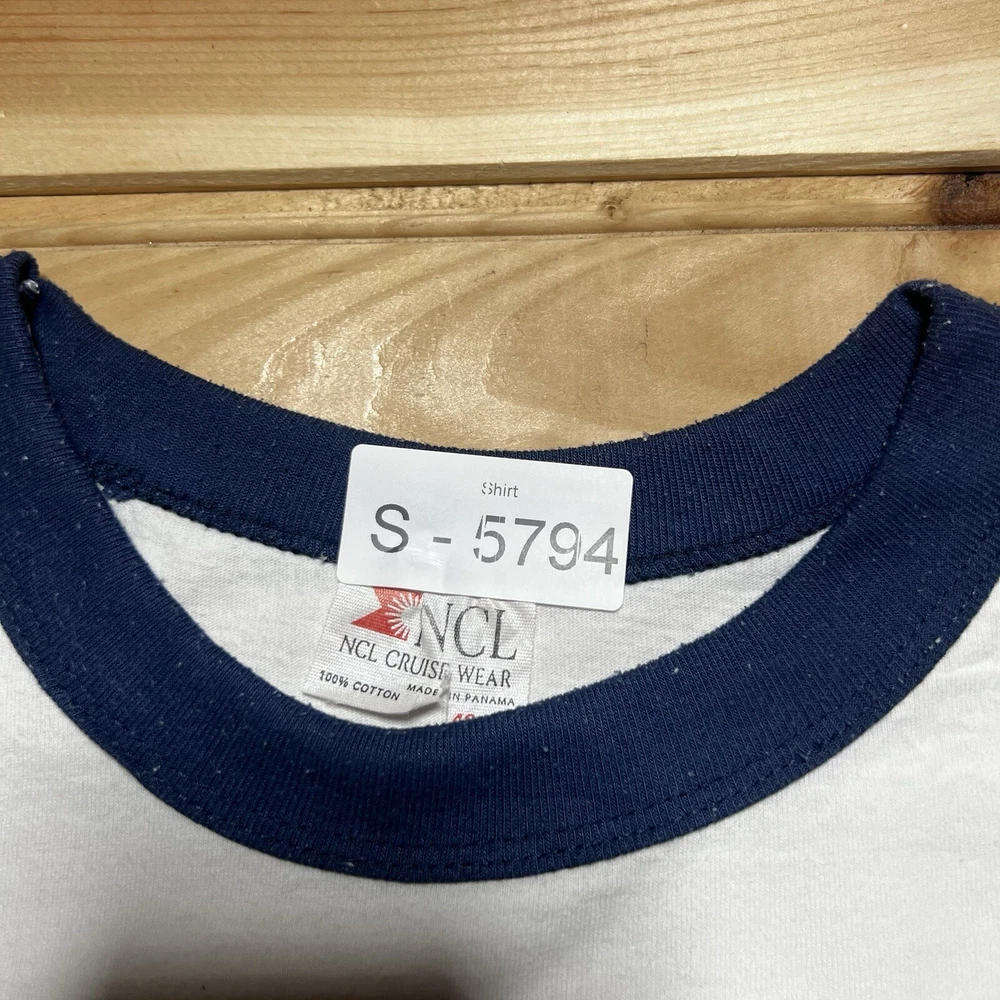 Shirt
S - 5794
NCL
NCL CRUISE WEAR
100% COTTON MADE IN PANAMA